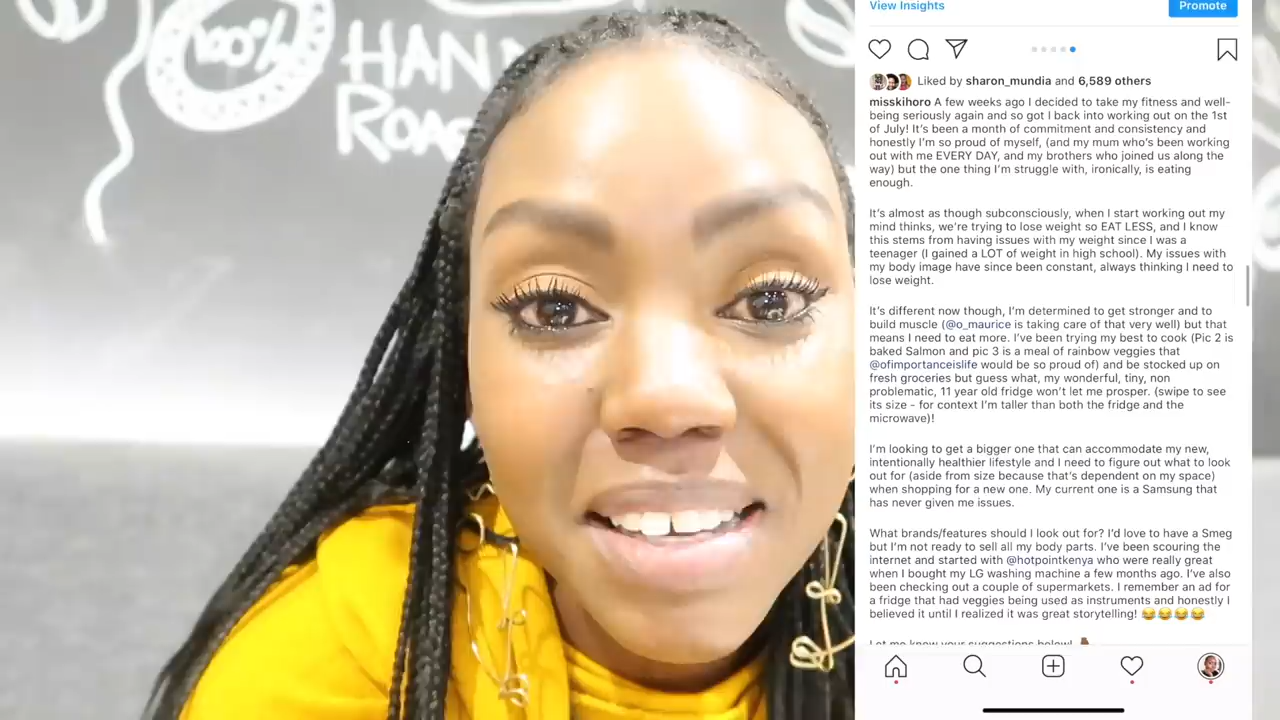 100%
HAN
ROAS
View Insights
Promote
Liked by sharon_mundia and 6,589 others
misskihoro A few weeks ago I decided to take my fitness and well-
being seriously again and so got I back into working out on the 1st
of July! It's been a month of commitment and consistency and
honestly I'm so proud of myself, (and my mum who's been working
out with me EVERY DAY, and my brothers who joined us along the
way) but the one thing I'm struggle with, ironically, is eating
enough.
It's almost as though subconsciously, when I start working out my
mind thinks, we're trying to lose weight so EAT LESS, and I know
this stems from having issues with my weight since I was a
teenager (I gained a LOT of weight in high school). My issues with
my body image have since been constant, always thinking I need to
lose weight.
It's different now though, I'm determined to get stronger and to
build muscle (@o_maurice is taking care of that very well) but that
means I need to eat more. I've been trying my best to cook (Pic 2 is
baked Salmon and pic 3 is a meal of rainbow veggies that
@ofimportanceislife would be so proud of) and be stocked up on
fresh groceries but guess what, my wonderful, tiny, non
problematic, 11 year old fridge won't let me prosper. (swipe to see
its size - for context I'm taller than both the fridge and the
microwave)!
I'm looking to get a bigger one that can accommodate my new,
intentionally healthier lifestyle and I need to figure out what to look
out for (aside from size because that's dependent on my space)
when shopping for a new one. My current one is a Samsung that
has never given me issues.
What brands/features should I look out for? I'd love to have a Smeg
but I'm not ready to sell all my body parts. I've been scouring the
internet and started with @hotpointkenya who were really great
when I bought my LG washing machine a few months ago. I've also
been checking out a couple of supermarkets. I remember an ad for
a fridge that had veggies being used as instruments and honestly I
believed it until I realized it was great storytelling! 😂😂😂😂
Let me know your suggestions below!